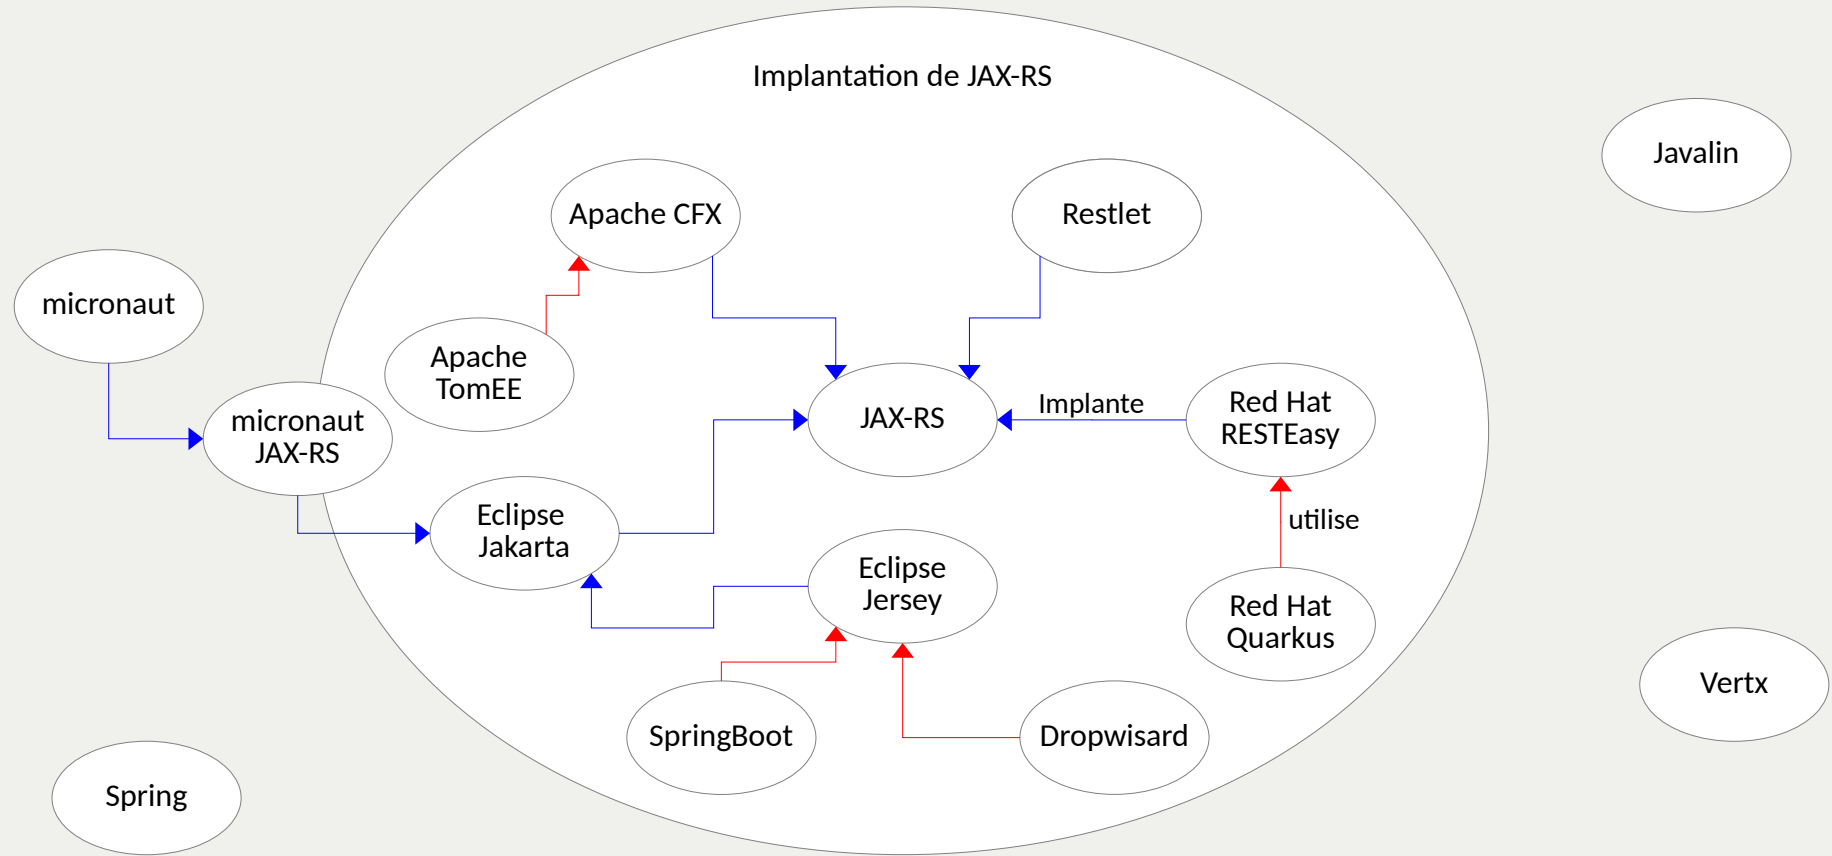 Implantation de JAX-RS
Javalin
Apache CFX
Restlet
micronaut
Apache
TomEE
micronaut
JAX-RS
JAX-RS
Implante
Red Hat
RESTEasy
Eclipse
Jakarta
utilise
Eclipse
Jersey
Red Hat
Quarkus
Vertx
SpringBoot
Dropwisard
Spring